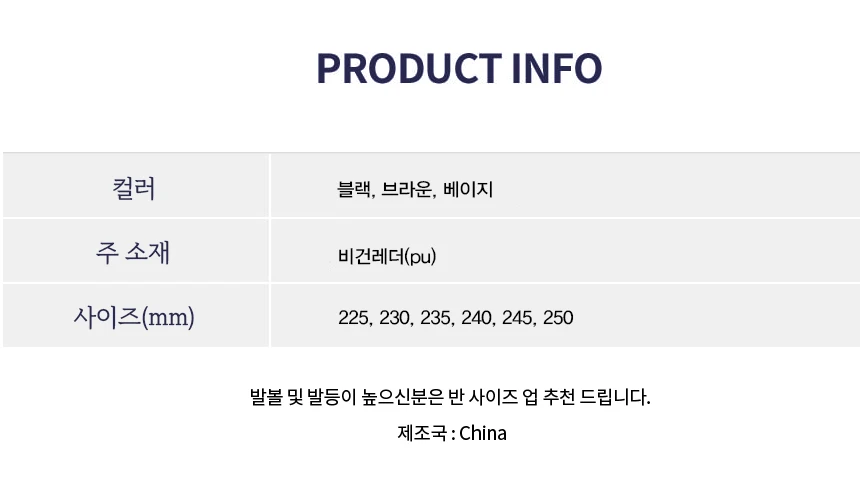 PRODUCT INFO
컬러 블랙, 브라운, 베이지
주 소재 비건레더(pu)
사이즈(mm) 225, 230, 235, 240, 245, 250
발볼 및 발등이 높으신분은 반 사이즈 업 추천 드립니다.
제조국 : China